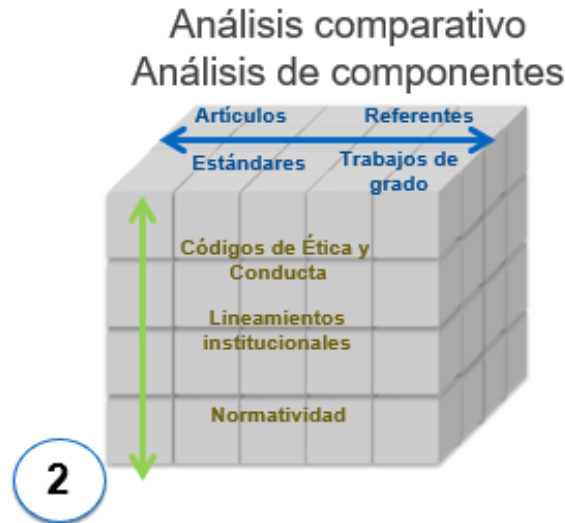 Análisis comparativo
Análisis de componentes
Artículos
Referentes
Estándares
Trabajos de
grado
Códigos de Ética y
Conducta
Lineamientos
institucionales
Normatividad
2